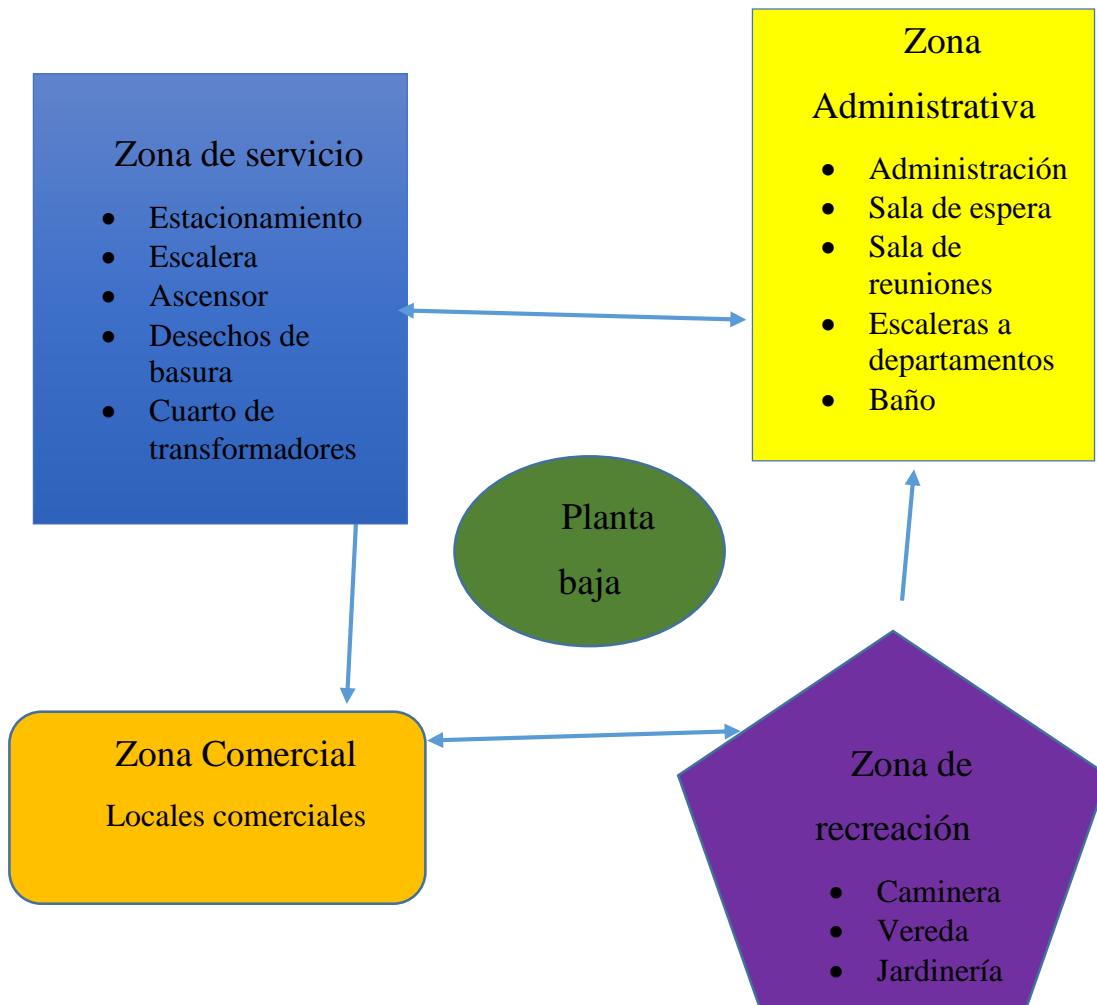 Zona de servicio
• Estacionamiento
• Escalera
• Ascensor
• Desechos de
basura
• Cuarto de
transformadores
Zona
Administrativa
• Administración
• Sala de espera
• Sala de
reuniones
• Escaleras a
departamentos
• Baño
Planta
baja
Zona Comercial
Locales comerciales
Zona de
recreación
• Caminera
• Vereda
• Jardinería